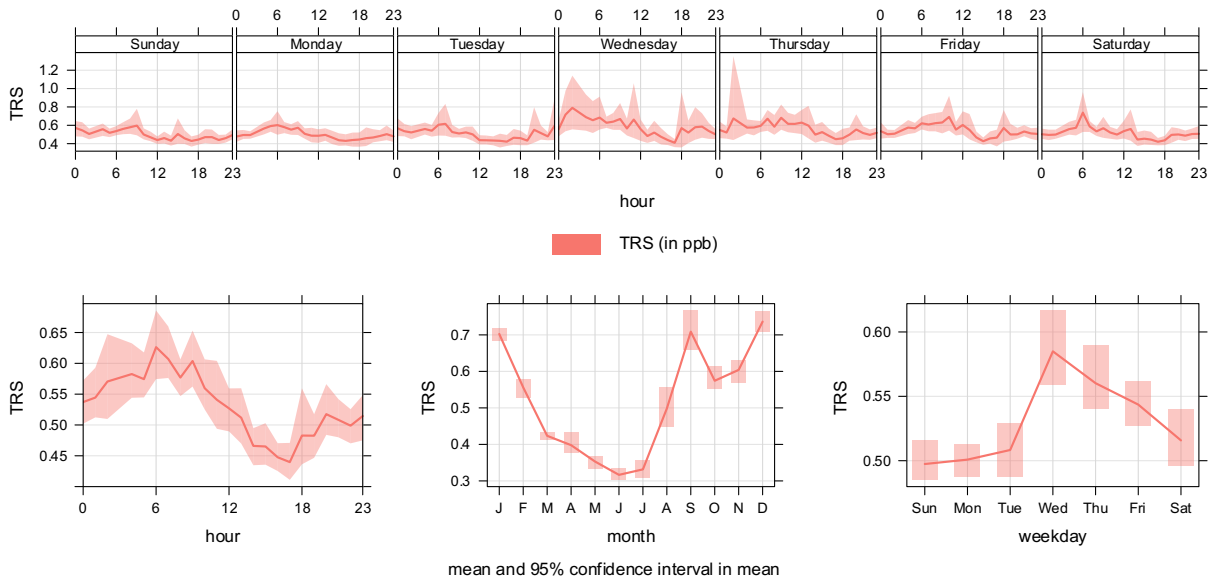 0 6 12 18 23 0 6 12 18 23 0 6 12 18 23
Sunday Monday Tuesday Wednesday Thursday Friday Saturday
TRS
1.2
1.0
0.8
0.6
0.4
0 6 12 18 23 0 6 12 18 23 0 6 12 18 23 0 6 12 18 23
hour
TRS (in ppb)
TRS
0.65
0.60
0.55
0.50
0.45
0 6 12 18 23
hour
TRS
0.7
0.6
0.5
0.4
0.3
J F M A M J J A S O N D
month
TRS
0.60
0.55
0.50
Sun Mon Tue Wed Thu Fri Sat
weekday
mean and 95% confidence interval in mean